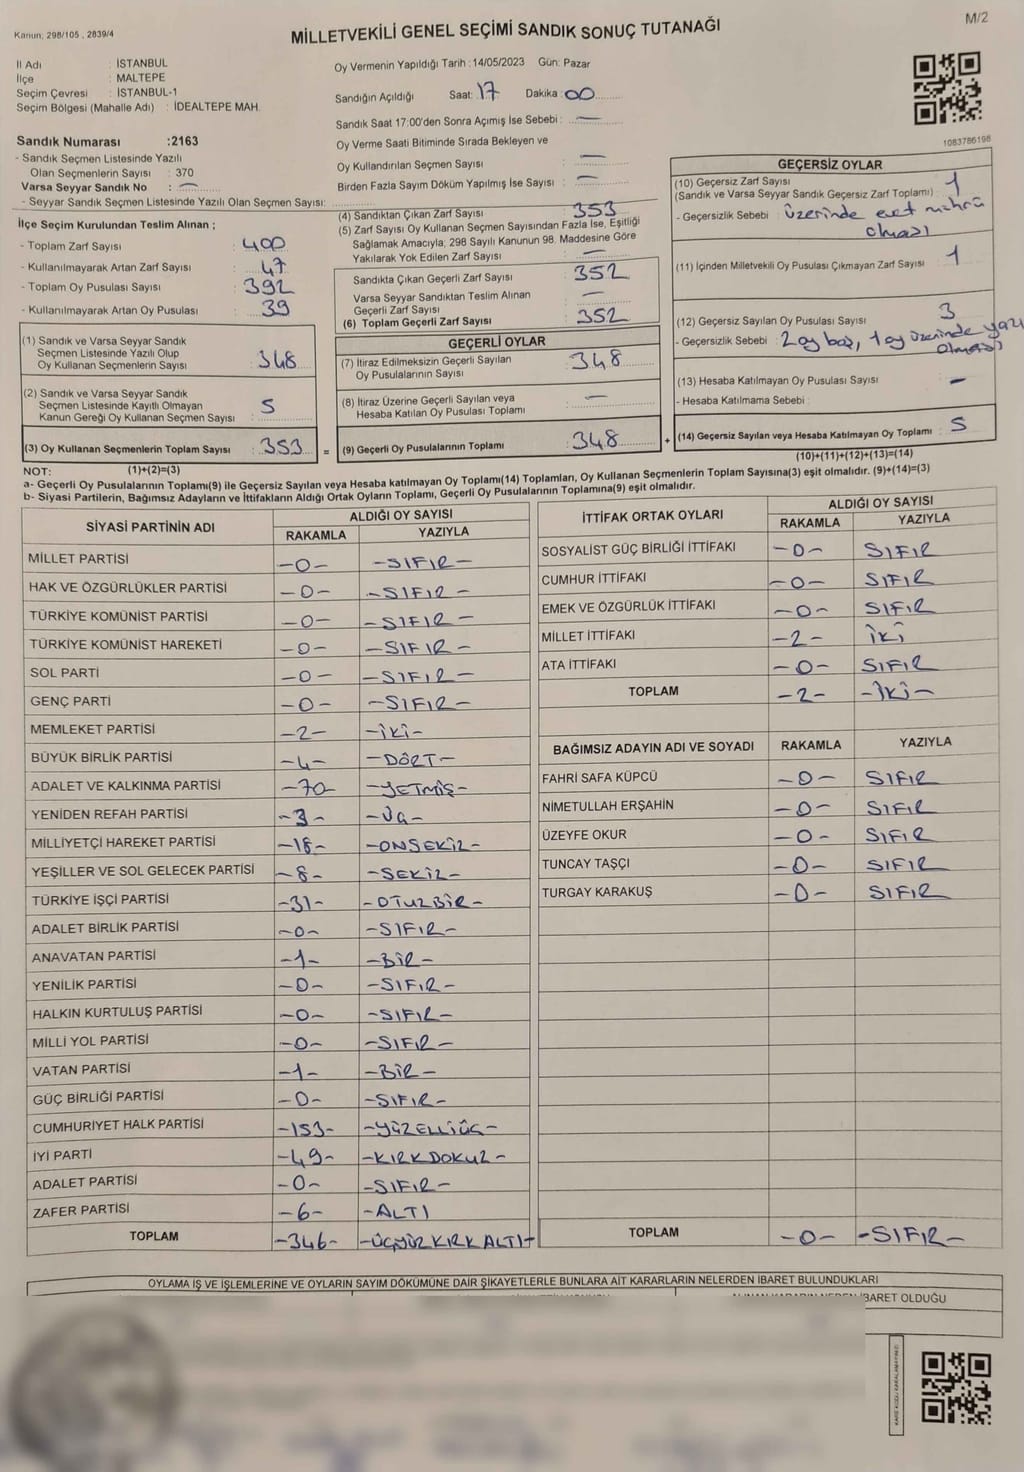 Kanun; 298/105 , 2839/4
MİLLETVEKİLİ GENEL SEÇİMİ SANDIK SONUÇ TUTANAĞI
M/2
İl Adı : İSTANBUL
İlçe : MALTEPE
Seçim Çevresi : İSTANBUL-1
Seçim Bölgesi (Mahalle Adı) : İDEALTEPE MAH.
Oy Vermenin Yapıldığı Tarih :14/05/2023 Gün: Pazar
Sandığın Açıldığı Saat: 17 Dakika : 00
Sandık Saat 17:00'den Sonra Açımış İse Sebebi : —
Oy Verme Saati Bitiminde Sırada Bekleyen ve
Oy Kullandırılan Seçmen Sayısı : —
Birden Fazla Sayım Döküm Yapılmış İse Sayısı : —
1083786198
Sandık Numarası :2163
- Sandık Seçmen Listesinde Yazılı
Olan Seçmenlerin Sayısı : 370
Varsa Seyyar Sandık No : —
- Seyyar Sandık Seçmen Listesinde Yazılı Olan Seçmen Sayısı:
İlçe Seçim Kurulundan Teslim Alınan ;
- Toplam Zarf Sayısı : 400
- Kullanılmayarak Artan Zarf Sayısı : 47
- Toplam Oy Pusulası Sayısı : 392
- Kullanılmayarak Artan Oy Pusulası : 39
(4) Sandıktan Çıkan Zarf Sayısı : 353
(5) Zarf Sayısı Oy Kullanan Seçmen Sayısından Fazla İse, Eşitliği
Sağlamak Amacıyla; 298 Sayılı Kanunun 98. Maddesine Göre
Yakılarak Yok Edilen Zarf Sayısı : —
Sandıkta Çıkan Geçerli Zarf Sayısı : 352
Varsa Seyyar Sandıktan Teslim Alınan
Geçerli Zarf Sayısı : —
(6) Toplam Geçerli Zarf Sayısı : 352
GEÇERSİZ OYLAR
(10) Geçersiz Zarf Sayısı : 1
(Sandık ve Varsa Seyyar Sandık Geçersiz Zarf Toplamı)
- Geçersizlik Sebebi : üzerinde evet mührü
olması
(11) İçinden Milletvekili Oy Pusulası Çıkmayan Zarf Sayısı : 1
(12) Geçersiz Sayılan Oy Pusulası Sayısı : 3
- Geçersizlik Sebebi : 2 oy boş, 1 oy üzerinde yazı
olması
(13) Hesaba Katılmayan Oy Pusulası Sayısı : —
- Hesaba Katılmama Sebebi :
(14) Geçersiz Sayılan veya Hesaba Katılmayan Oy Toplamı : 5
(10)+(11)+(12)+(13)=(14)
(1) Sandık ve Varsa Seyyar Sandık
Seçmen Listesinde Yazılı Olup
Oy Kullanan Seçmenlerin Sayısı : 348
(2) Sandık ve Varsa Seyyar Sandık
Seçmen Listesinde Kayıtlı Olmayan
Kanun Gereği Oy Kullanan Seçmen Sayısı : 5
(3) Oy Kullanan Seçmenlerin Toplam Sayısı : 353 =
(1)+(2)=(3)
GEÇERLİ OYLAR
(7) İtiraz Edilmeksizin Geçerli Sayılan
Oy Pusulalarının Sayısı : 348
(8) İtiraz Üzerine Geçerli Sayılan veya
Hesaba Katılan Oy Pusulası Toplamı : —
(9) Geçerli Oy Pusulalarının Toplamı : 348 +
NOT:
a- Geçerli Oy Pusulalarının Toplamı(9) ile Geçersiz Sayılan veya Hesaba katılmayan Oy Toplamı(14) Toplamları, Oy Kullanan Seçmenlerin Toplam Sayısına(3) eşit olmalıdır. (9)+(14)=(3)
b- Siyasi Partilerin, Bağımsız Adayların ve İttifakların Aldığı Ortak Oyların Toplamı, Geçerli Oy Pusulalarının Toplamına(9) eşit olmalıdır.
SİYASİ PARTİNİN ADI ALDIĞI OY SAYISI
RAKAMLA YAZIYLA
MİLLET PARTİSİ -0- -SIFIR-
HAK VE ÖZGÜRLÜKLER PARTİSİ -0- -SIFIR-
TÜRKİYE KOMÜNİST PARTİSİ -0- -SIFIR-
TÜRKİYE KOMÜNİST HAREKETİ -0- -SIFIR-
SOL PARTİ -0- -SIFIR-
GENÇ PARTİ -0- -SIFIR-
MEMLEKET PARTİSİ -2- -İKİ-
BÜYÜK BİRLİK PARTİSİ -4- -DÖRT-
ADALET VE KALKINMA PARTİSİ -70- -YETMİŞ-
YENİDEN REFAH PARTİSİ -3- -ÜÇ-
MİLLİYETÇİ HAREKET PARTİSİ -18- -ONSEKİZ-
YEŞİLLER VE SOL GELECEK PARTİSİ -8- -SEKİZ-
TÜRKİYE İŞÇİ PARTİSİ -31- -OTUZBİR-
ADALET BİRLİK PARTİSİ -0- -SIFIR-
ANAVATAN PARTİSİ -1- -BİR-
YENİLİK PARTİSİ -0- -SIFIR-
HALKIN KURTULUŞ PARTİSİ -0- -SIFIR-
MİLLİ YOL PARTİSİ -0- -SIFIR-
VATAN PARTİSİ -1- -BİR-
GÜÇ BİRLİĞİ PARTİSİ -0- -SIFIR-
CUMHURİYET HALK PARTİSİ -153- -YÜZELLİÜÇ-
İYİ PARTİ -49- -KIRKDOKUZ-
ADALET PARTİSİ -0- -SIFIR-
ZAFER PARTİSİ -6- -ALTI
TOPLAM -346- -ÜÇYÜZKIRKALTI-
İTTİFAK ORTAK OYLARI ALDIĞI OY SAYISI
RAKAMLA YAZIYLA
SOSYALİST GÜÇ BİRLİĞİ İTTİFAKI -0- SIFIR
CUMHUR İTTİFAKI -0- SIFIR
EMEK VE ÖZGÜRLÜK İTTİFAKI -0- SIFIR
MİLLET İTTİFAKI -2- İKİ
ATA İTTİFAKI -0- SIFIR
TOPLAM -2- -İKİ-
BAĞIMSIZ ADAYIN ADI VE SOYADI RAKAMLA YAZIYLA
FAHRİ SAFA KÜPCÜ -0- SIFIR
NİMETULLAH ERŞAHİN -0- SIFIR
ÜZEYFE OKUR -0- SIFIR
TUNCAY TAŞÇI -0- SIFIR
TURGAY KARAKUŞ -0- SIFIR
TOPLAM -0- -SIFIR-
OYLAMA İŞ VE İŞLEMLERİNE VE OYLARIN SAYIM DÖKÜMÜNE DAİR ŞİKAYETLERLE BUNLARA AİT KARARLARIN NELERDEN İBARET BULUNDUKLARI
İBARET OLDUĞU